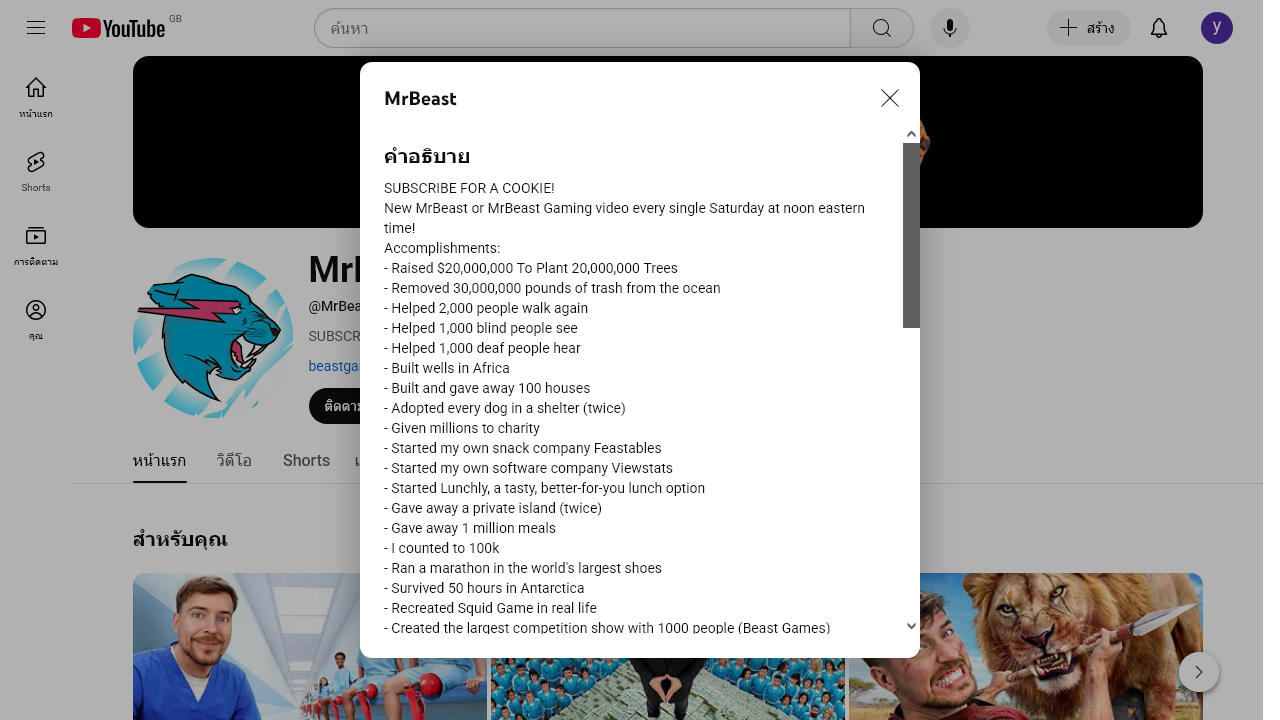 YouTube
GB
ค้นหา
สร้าง
y
หน้าแรก
Shorts
การติดตาม
คุณ
MrBeast
คำอธิบาย
SUBSCRIBE FOR A COOKIE!
New MrBeast or MrBeast Gaming video every single Saturday at noon eastern
time!
Accomplishments:
- Raised $20,000,000 To Plant 20,000,000 Trees
- Removed 30,000,000 pounds of trash from the ocean
- Helped 2,000 people walk again
- Helped 1,000 blind people see
- Helped 1,000 deaf people hear
- Built wells in Africa
- Built and gave away 100 houses
- Adopted every dog in a shelter (twice)
- Given millions to charity
- Started my own snack company Feastables
- Started my own software company Viewstats
- Started Lunchly, a tasty, better-for-you lunch option
- Gave away a private island (twice)
- Gave away 1 million meals
- I counted to 100k
- Ran a marathon in the world's largest shoes
- Survived 50 hours in Antarctica
- Recreated Squid Game in real life
- Created the largest competition show with 1000 people (Beast Games)
หน้าแรก
วิดีโอ
Shorts
สำหรับคุณ